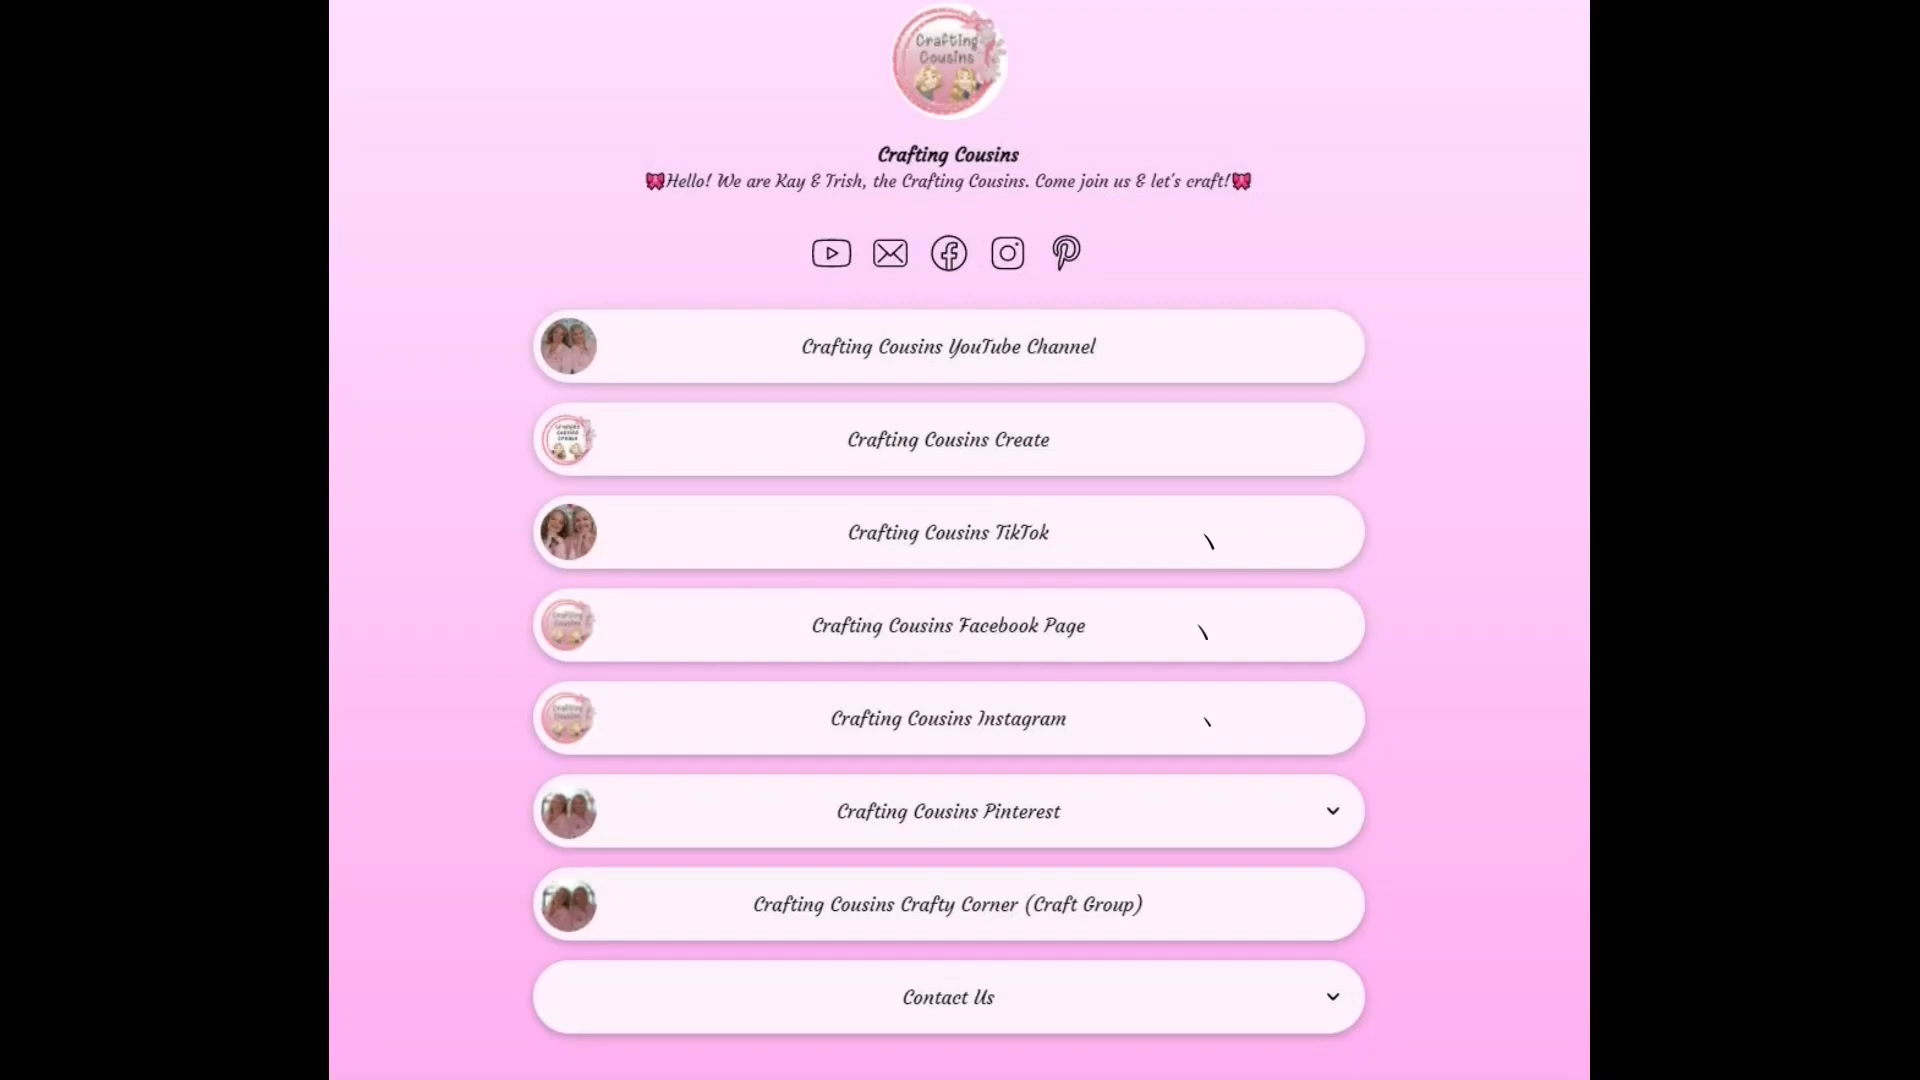 Crafting
Cousins
Crafting Cousins
Hello! We are Kay & Trish, the Crafting Cousins. Come join us & let's craft!
Crafting Cousins YouTube Channel
Crafting Cousins Create
Crafting Cousins TikTok
Crafting Cousins Facebook Page
Crafting Cousins Instagram
Crafting Cousins Pinterest
Crafting Cousins Crafty Corner (Craft Group)
Contact Us